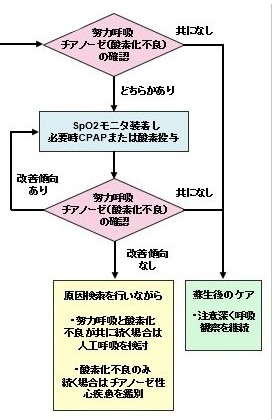 努力呼吸
チアノーゼ(酸素化不良)
の確認
共になし
どちらかあり
SpO2モニタ装着し
必要時CPAPまたは酸素投与
改善傾向
あり
努力呼吸
チアノーゼ(酸素化不良)
の確認
共になし
改善傾向
なし
原因検索を行いながら
・努力呼吸と酸素化
不良が共に続く場合は
人工呼吸を検討
・酸素化不良のみ
続く場合はチアノーゼ性
心疾患を鑑別
蘇生後のケア
・注意深く呼吸
観察を継続